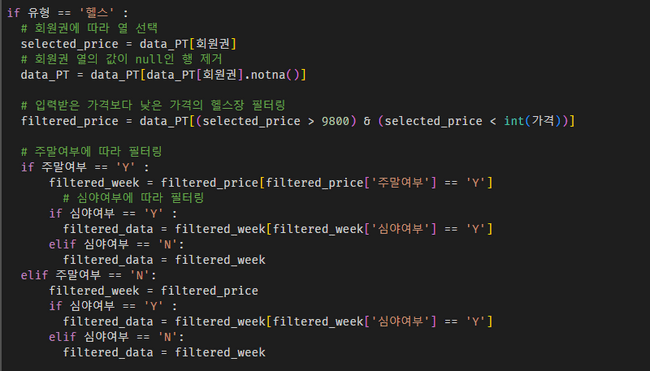 if 유형 == '헬스' :
# 회원권에 따라 열 선택
selected_price = data_PT[회원권]
# 회원권 열의 값이 null인 행 제거
data_PT = data_PT[data_PT[회원권].notna()]
# 입력받은 가격보다 낮은 가격의 헬스장 필터링
filtered_price = data_PT[(selected_price > 9800) & (selected_price < int(가격))]
# 주말여부에 따라 필터링
if 주말여부 == 'Y' :
filtered_week = filtered_price[filtered_price['주말여부'] == 'Y']
# 심야여부에 따라 필터링
if 심야여부 == 'Y' :
filtered_data = filtered_week[filtered_week['심야여부'] == 'Y']
elif 심야여부 == 'N':
filtered_data = filtered_week
elif 주말여부 == 'N':
filtered_week = filtered_price
if 심야여부 == 'Y' :
filtered_data = filtered_week[filtered_week['심야여부'] == 'Y']
elif 심야여부 == 'N':
filtered_data = filtered_week